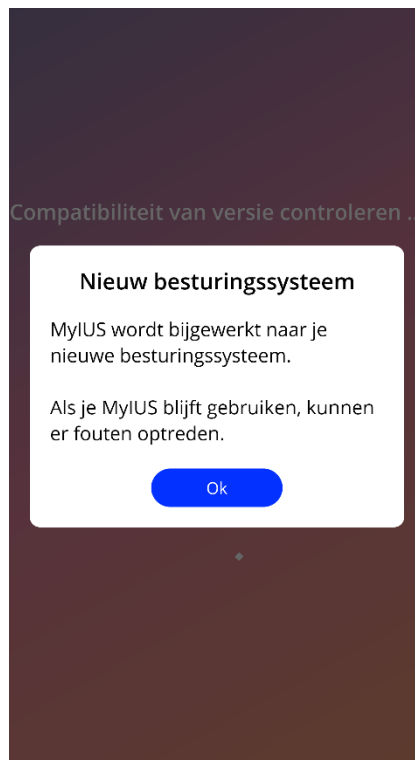 Compatibiliteit van versie controleren ..
Nieuw besturingssysteem
MyIUS wordt bijgewerkt naar je
nieuwe besturingssysteem.
Als je MyIUS blijft gebruiken, kunnen
er fouten optreden.
Ok